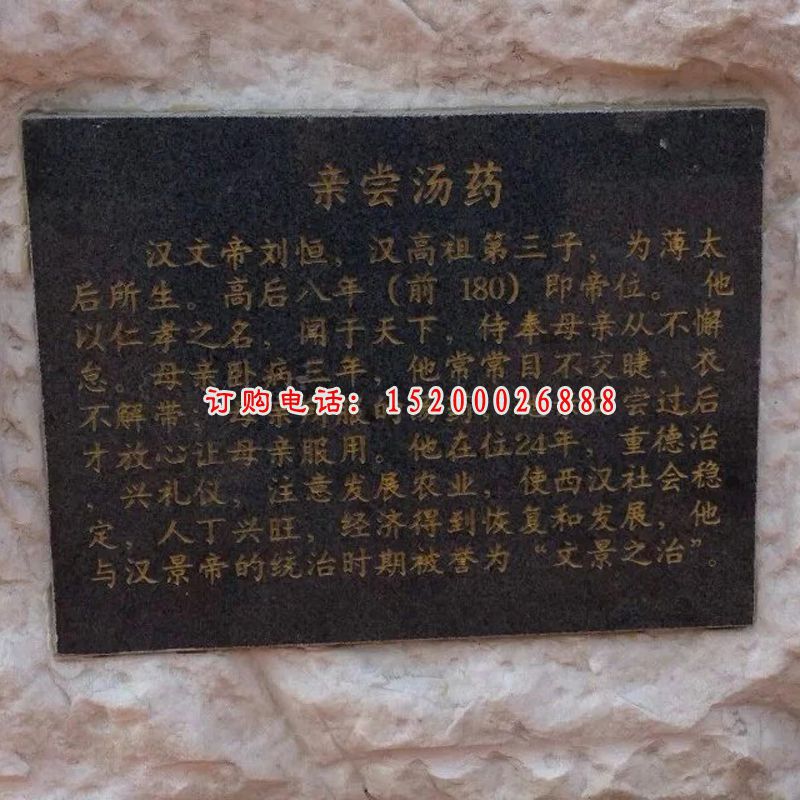 亲尝汤药
汉文帝刘恒，汉高祖第三子，为薄太
后所生。高后八年（前 180）即帝位。他
以仁孝之名，闻于天下，侍奉母亲从不懈
怠。母亲卧病三年，他常常目不交睫，衣
不解带
订购电话：15200026888
尝过后
才放心让母亲服用。他在位24年，重德治
，兴礼仪，注意发展农业，使西汉社会稳
定，人丁兴旺，经济得到恢复和发展，他
与汉景帝的统治时期被誉为“文景之治”。